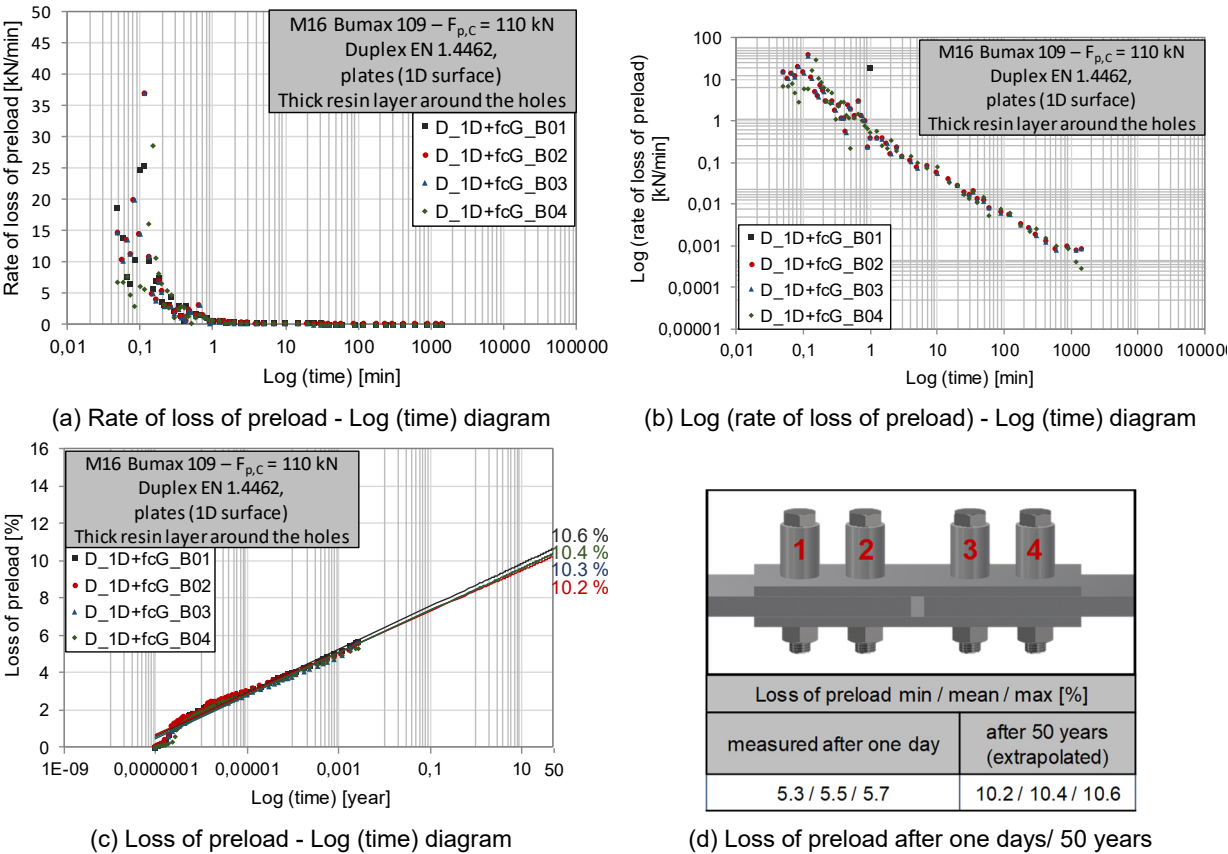 50
45
40
35
30
25
20
15
10
5
0
Rate of loss of preload [kN/min]
M16 Bumax 109 – Fp,C = 110 kN
Duplex EN 1.4462,
plates (1D surface)
Thick resin layer around the holes
D_1D+fcG_B01
D_1D+fcG_B02
D_1D+fcG_B03
D_1D+fcG_B04
0,01 0,1 1 10 100 1000 10000 100000
Log (time) [min]
(a) Rate of loss of preload - Log (time) diagram
100
10
1
0,1
0,01
0,001
0,0001
0,00001
Log (rate of loss of preload)
[kN/min]
M16 Bumax 109 – Fp,C = 110 kN
Duplex EN 1.4462,
plates (1D surface)
Thick resin layer around the holes
D_1D+fcG_B01
D_1D+fcG_B02
D_1D+fcG_B03
D_1D+fcG_B04
0,01 0,1 1 10 100 1000 10000 100000
Log (time) [min]
(b) Log (rate of loss of preload) - Log (time) diagram
16
14
12
10
8
6
4
2
0
Loss of preload [%]
M16 Bumax 109 – Fp,C = 110 kN
Duplex EN 1.4462,
plates (1D surface)
Thick resin layer around the holes
D_1D+fcG_B01
D_1D+fcG_B02
D_1D+fcG_B03
D_1D+fcG_B04
10.6 %
10.4 %
10.3 %
10.2 %
1E-09 0,0000001 0,00001 0,001 0,1 10 50
Log (time) [year]
(c) Loss of preload - Log (time) diagram
1 2 3 4
Loss of preload min / mean / max [%]
measured after one day
after 50 years
(extrapolated)
5.3 / 5.5 / 5.7
10.2 / 10.4 / 10.6
(d) Loss of preload after one days/ 50 years